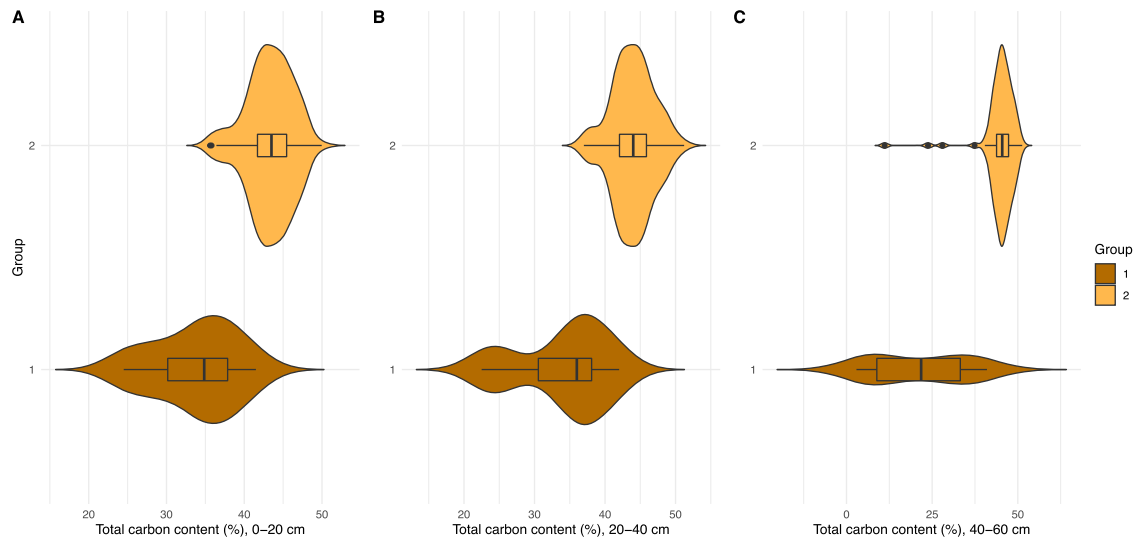 A
B
C
Group
2
1
2
1
2
1
20 30 40 50
20 30 40 50
0 25 50
Total carbon content (%), 0−20 cm
Total carbon content (%), 20−40 cm
Total carbon content (%), 40−60 cm
Group
1
2